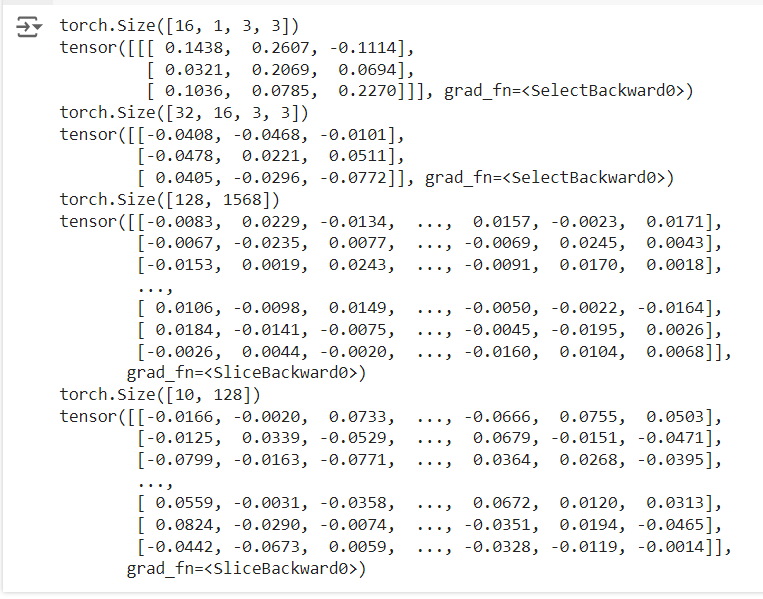 torch.Size([16, 1, 3, 3])
tensor([[[ 0.1438,  0.2607, -0.1114],
         [ 0.0321,  0.2069,  0.0694],
         [ 0.1036,  0.0785,  0.2270]]], grad_fn=<SelectBackward0>)
torch.Size([32, 16, 3, 3])
tensor([[-0.0408, -0.0468, -0.0101],
        [-0.0478,  0.0221,  0.0511],
        [ 0.0405, -0.0296, -0.0772]], grad_fn=<SelectBackward0>)
torch.Size([128, 1568])
tensor([[-0.0083,  0.0229, -0.0134,  ...,  0.0157, -0.0023,  0.0171],
        [-0.0067, -0.0235,  0.0077,  ..., -0.0069,  0.0245,  0.0043],
        [-0.0153,  0.0019,  0.0243,  ..., -0.0091,  0.0170,  0.0018],
        ...,
        [ 0.0106, -0.0098,  0.0149,  ..., -0.0050, -0.0022, -0.0164],
        [ 0.0184, -0.0141, -0.0075,  ..., -0.0045, -0.0195,  0.0026],
        [-0.0026,  0.0044, -0.0020,  ..., -0.0160,  0.0104,  0.0068]],
       grad_fn=<SliceBackward0>)
torch.Size([10, 128])
tensor([[-0.0166, -0.0020,  0.0733,  ..., -0.0666,  0.0755,  0.0503],
        [-0.0125,  0.0339, -0.0529,  ...,  0.0679, -0.0151, -0.0471],
        [-0.0799, -0.0163, -0.0771,  ...,  0.0364,  0.0268, -0.0395],
        ...,
        [ 0.0559, -0.0031, -0.0358,  ...,  0.0672,  0.0120,  0.0313],
        [ 0.0824, -0.0290, -0.0074,  ..., -0.0351,  0.0194, -0.0465],
        [-0.0442, -0.0673,  0.0059,  ..., -0.0328, -0.0119, -0.0014]],
       grad_fn=<SliceBackward0>)